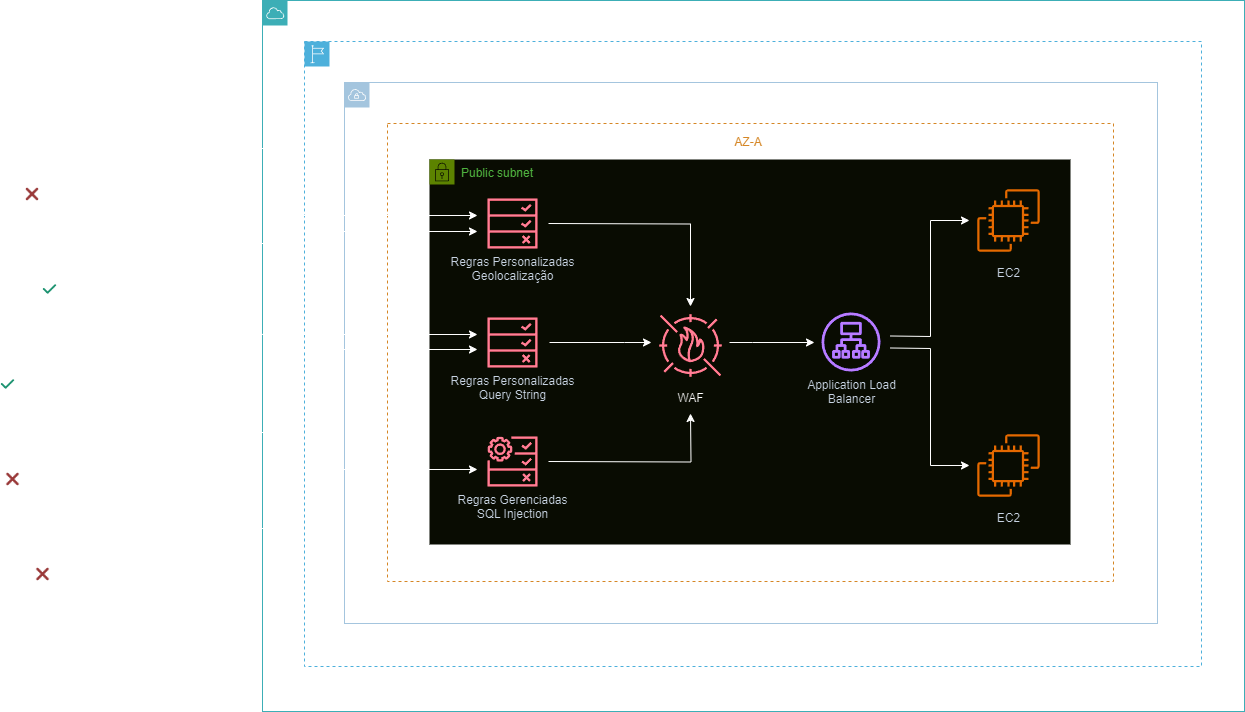 AZ-A
Public subnet
Regras Personalizadas
Geolocalização
EC2
Regras Personalizadas
Query String
WAF
Application Load
Balancer
Regras Gerenciadas
SQL Injection
EC2